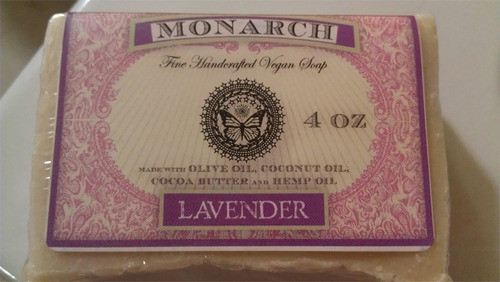 MONARCH
Fine Handcrafted Vegan Soap
4 OZ
MADE WITH OLIVE OIL, COCONUT OIL,
COCOA BUTTER AND HEMP OIL
LAVENDER